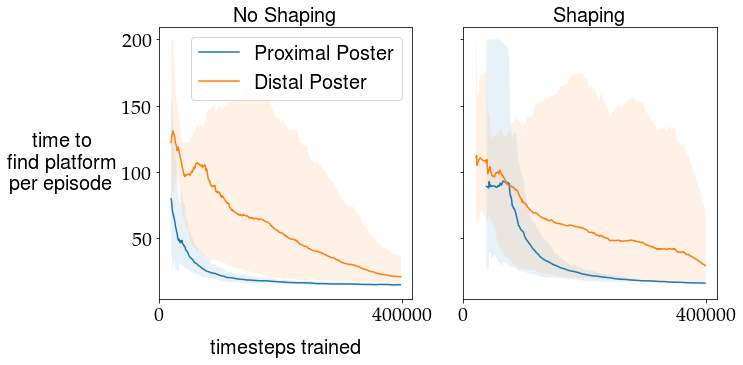 No Shaping
Shaping
200
150
100
50
time to
find platform
per episode
Proximal Poster
Distal Poster
0
400000
0
400000
timesteps trained